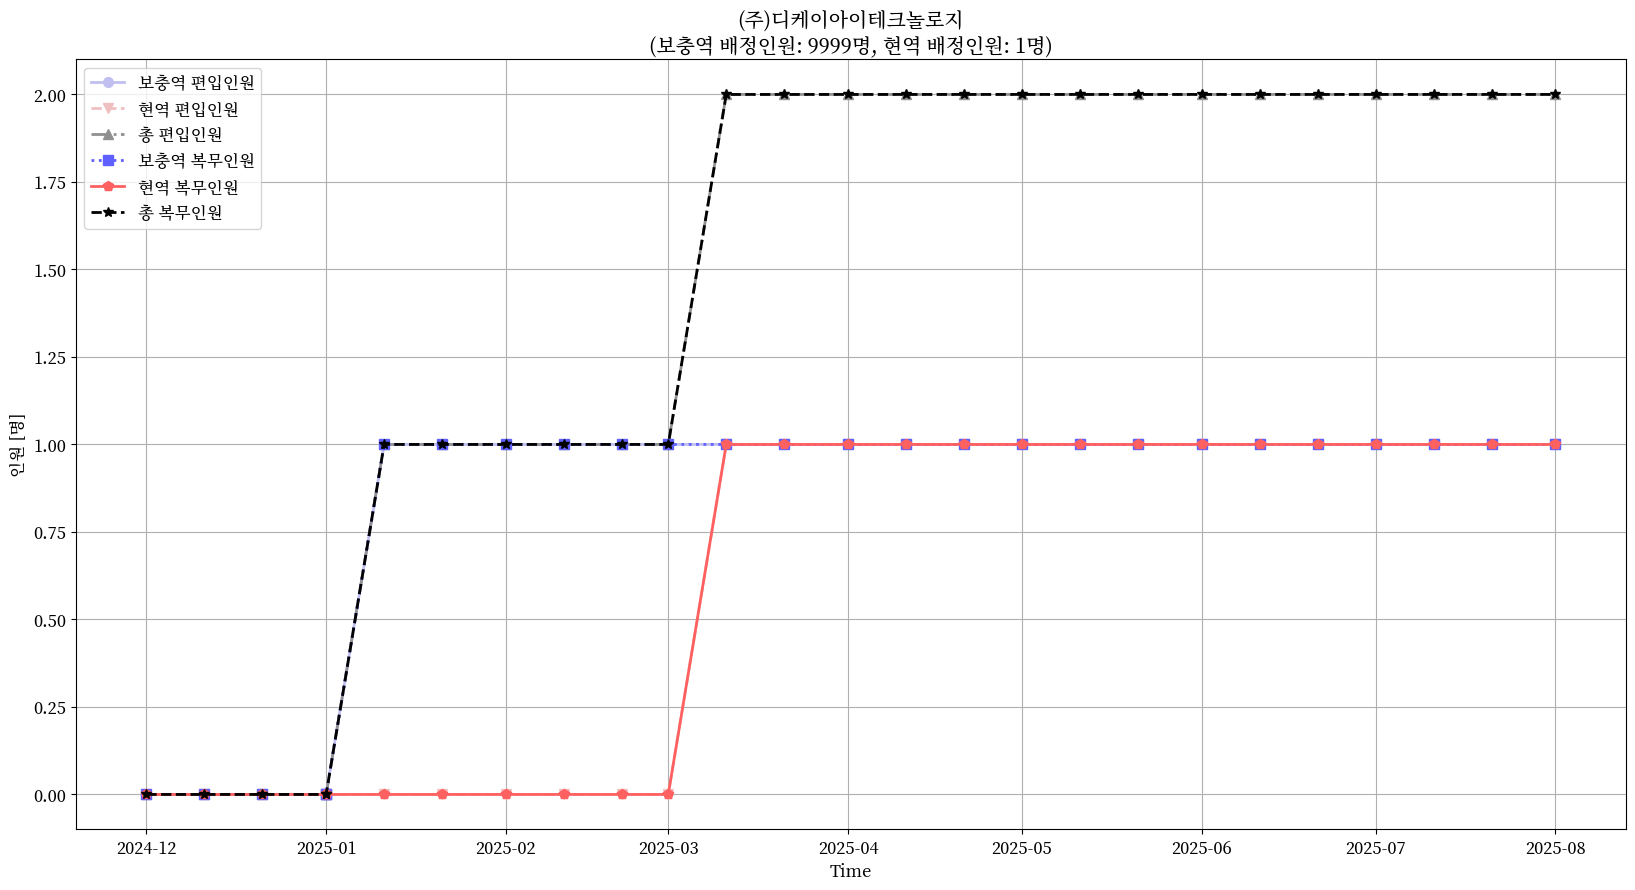 (주)디케이아이테크놀로지
(보충역 배정인원: 9999명, 현역 배정인원: 1명)
보충역 편입인원
현역 편입인원
총 편입인원
보충역 복무인원
현역 복무인원
총 복무인원
인원 [명]
2.00
1.75
1.50
1.25
1.00
0.75
0.50
0.25
0.00
2024-12 2025-01 2025-02 2025-03 2025-04 2025-05 2025-06 2025-07 2025-08
Time